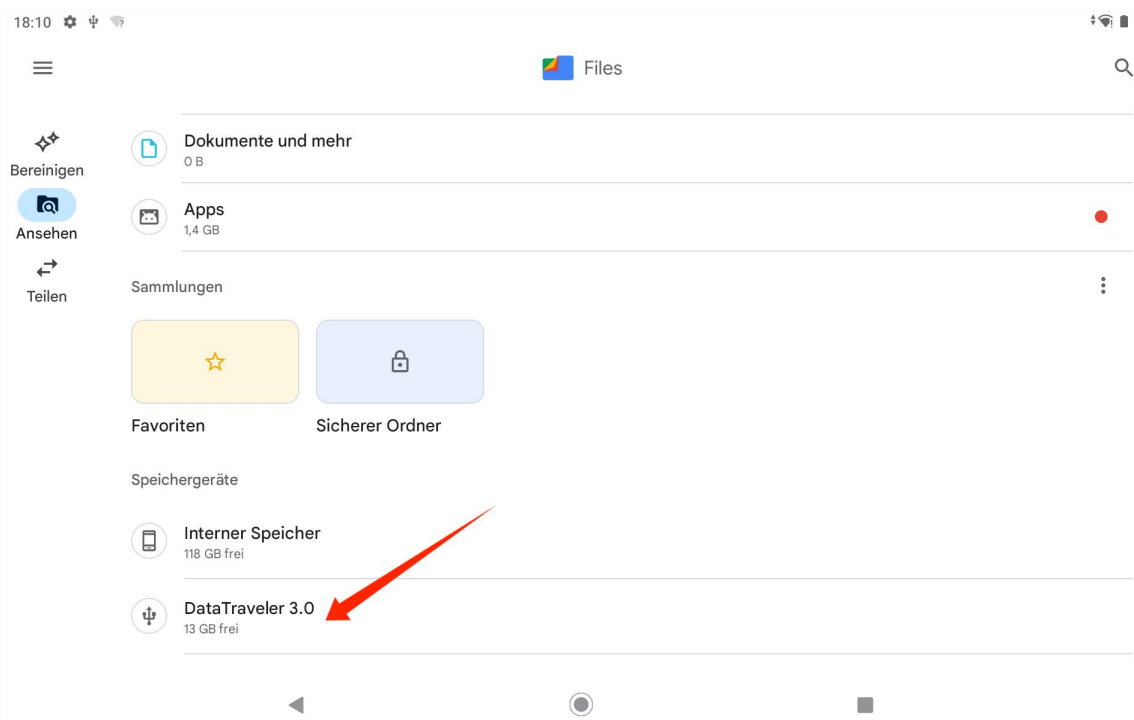 18:10
Files
Dokumente und mehr
0 B
Bereinigen
Apps
1,4 GB
Ansehen
Teilen
Sammlungen
Favoriten
Sicherer Ordner
Speichergeräte
Interner Speicher
118 GB frei
DataTraveler 3.0
13 GB frei